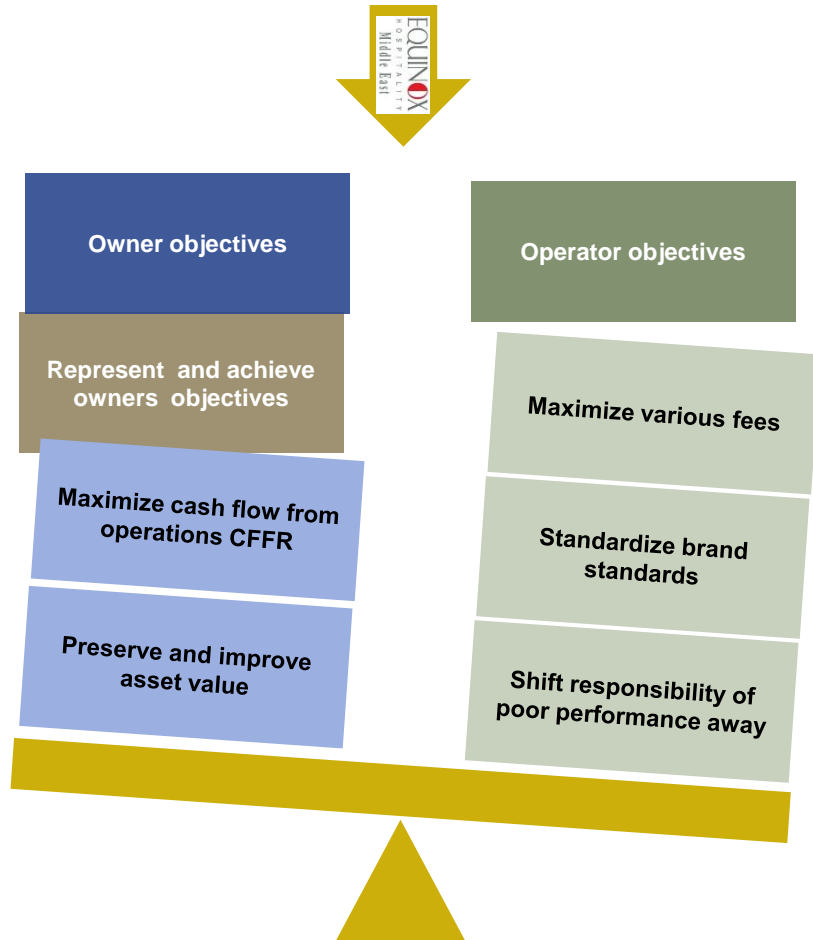 EQUINOX
HOSPITALITY
Middle East
Owner objectives
Represent and achieve
owners objectives
Maximize cash flow from
operations CFFR
Preserve and improve
asset value
Operator objectives
Maximize various fees
Standardize brand
standards
Shift responsibility of
poor performance away